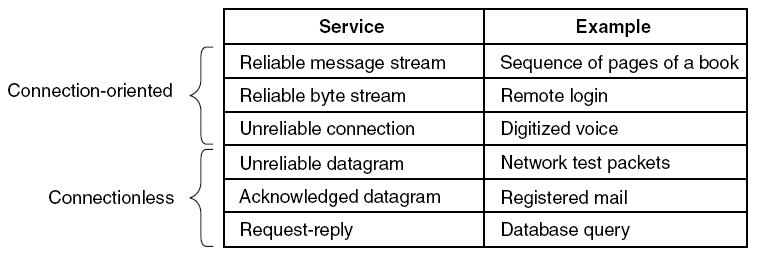 Service Example
Connection-oriented
Reliable message stream Sequence of pages of a book
Reliable byte stream Remote login
Unreliable connection Digitized voice
Connectionless
Unreliable datagram Network test packets
Acknowledged datagram Registered mail
Request-reply Database query